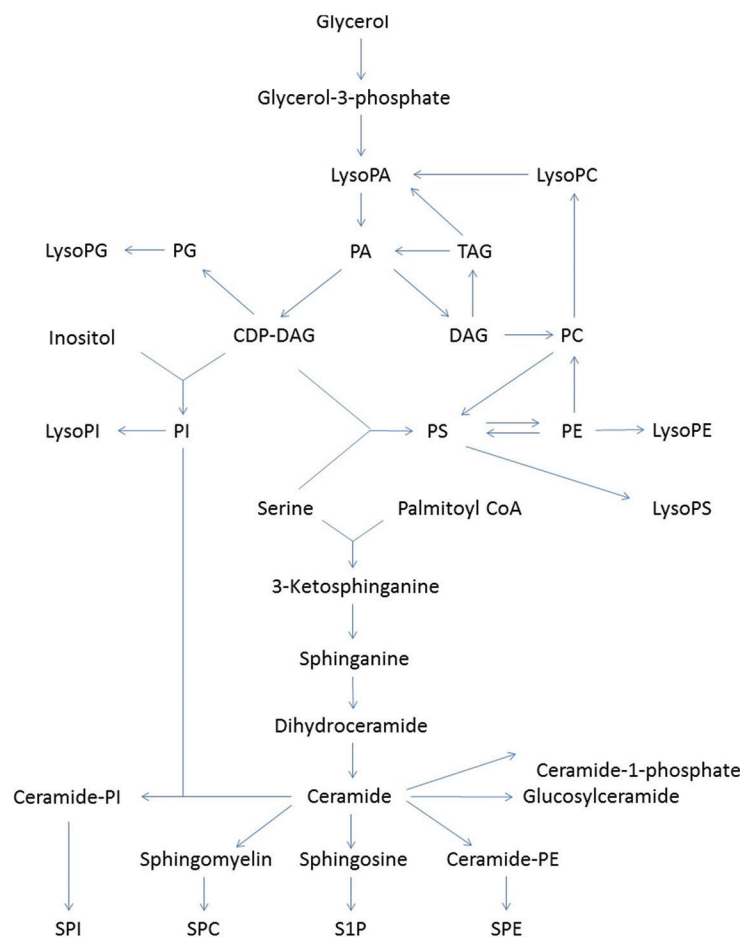 Glycerol
Glycerol-3-phosphate
LysoPA
LysoPC
LysoPG
PG
PA
TAG
Inositol
CDP-DAG
DAG
PC
LysoPI
PI
PS
PE
LysoPE
Serine
Palmitoyl CoA
LysoPS
3-Ketosphinganine
Sphinganine
Dihydroceramide
Ceramide-1-phosphate
Ceramide-PI
Ceramide
Glucosylceramide
Sphingomyelin
Sphingosine
Ceramide-PE
SPI
SPC
S1P
SPE